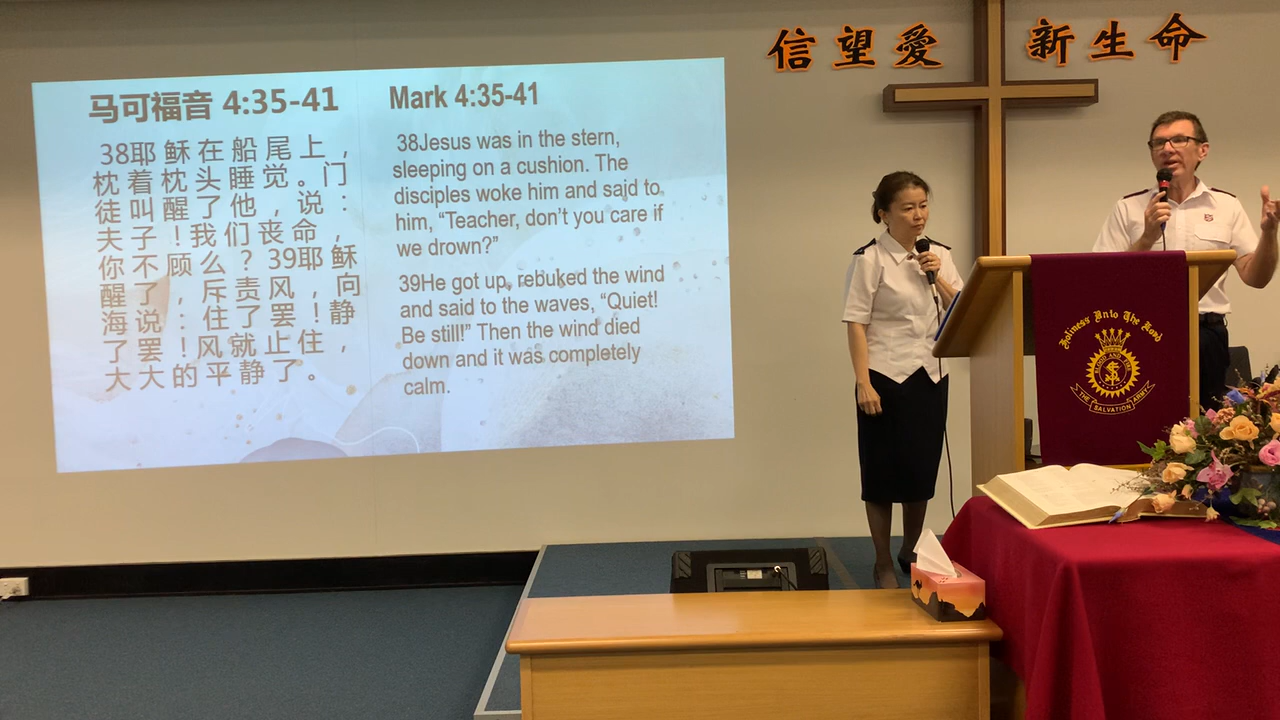 信望愛 新生命
马可福音 4:35-41
38耶稣在船尾上，
枕着枕头睡觉。门
徒叫醒了他，说：
夫子！我们丧命，
你不顾么？39耶稣
醒了，斥责风，向
海说：住了罢！静
了罢！风就止住，
大大的平静了。
Mark 4:35-41
38Jesus was in the stern,
sleeping on a cushion. The
disciples woke him and said to
him, “Teacher, don’t you care if
we drown?”
39He got up, rebuked the wind
and said to the waves, “Quiet!
Be still!” Then the wind died
down and it was completely
calm.
Holiness Unto The Lord
BLOOD AND FIRE
THE SALVATION ARMY